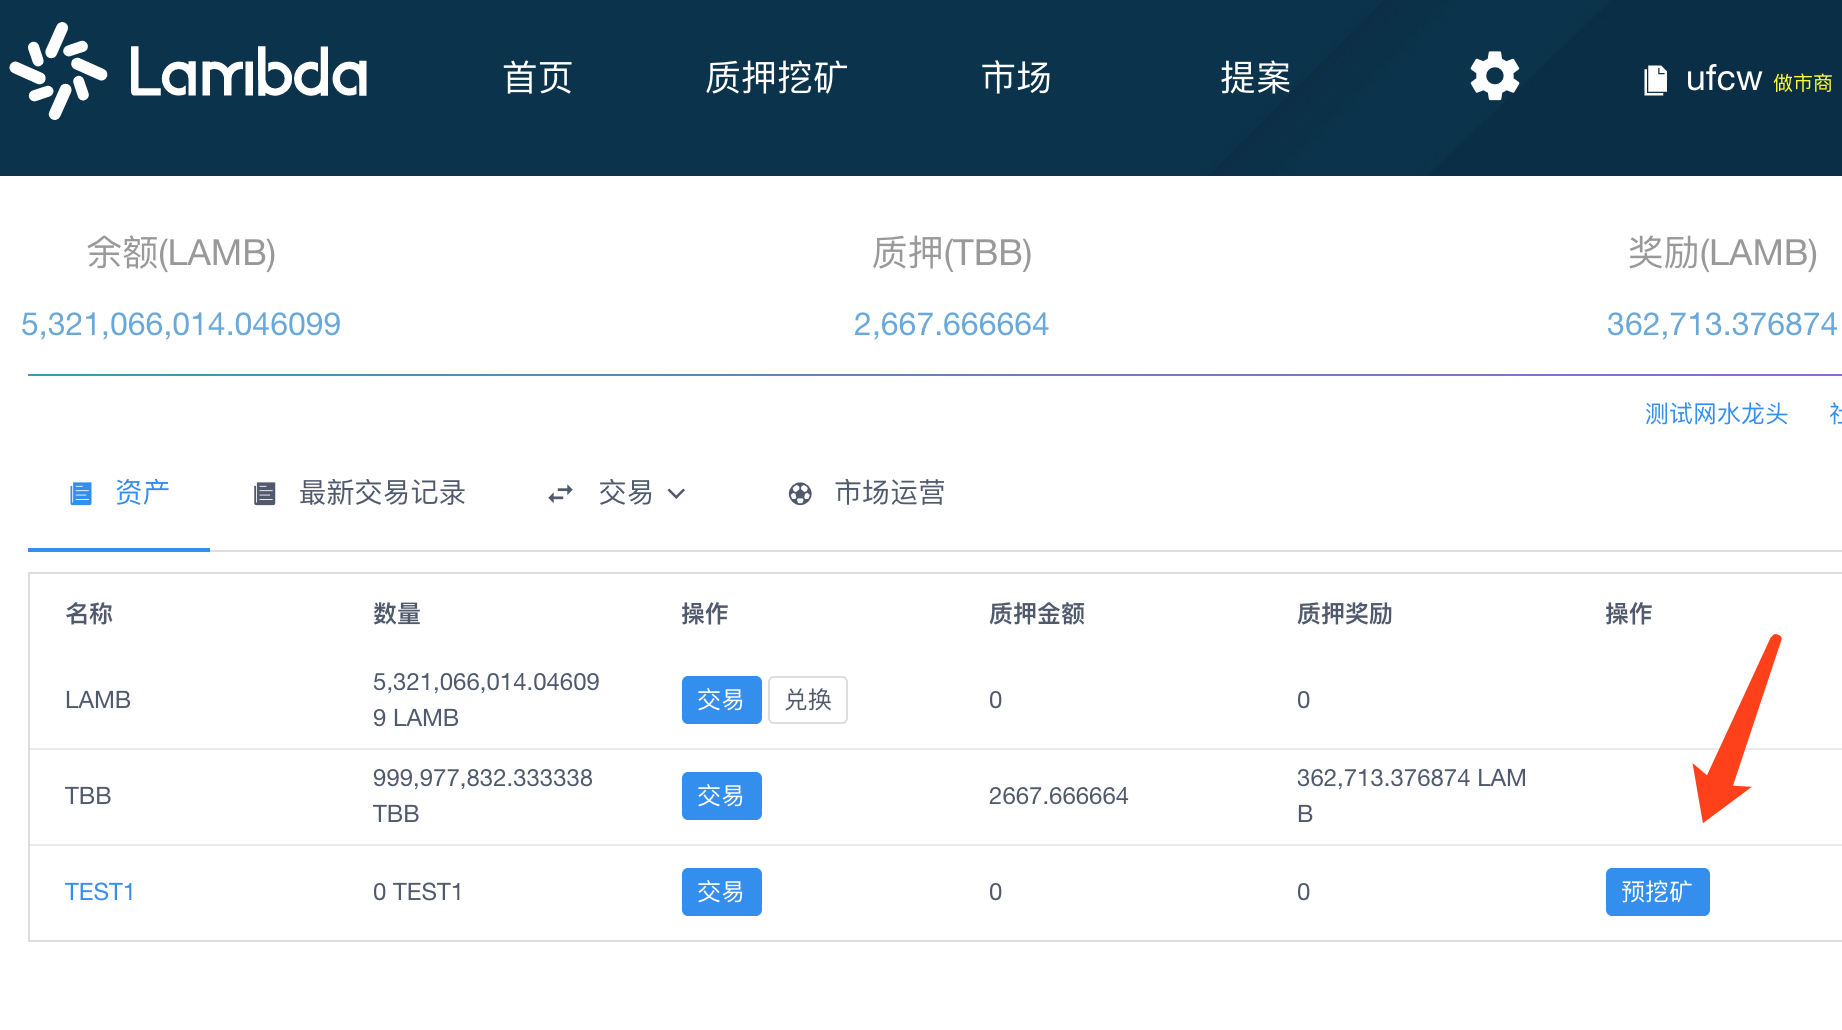 Lambda 首页 质押挖矿 市场 提案 ufcw 做市商
余额(LAMB) 质押(TBB) 奖励(LAMB)
5,321,066,014.046099 2,667.666664 362,713.376874
测试网水龙头
资产 最新交易记录 交易 市场运营
名称 数量 操作 质押金额 质押奖励 操作
LAMB 5,321,066,014.04609
9 LAMB 交易 兑换 0 0
TBB 999,977,832.333338
TBB 交易 2667.666664 362,713.376874 LAM
B
TEST1 0 TEST1 交易 0 0 预挖矿